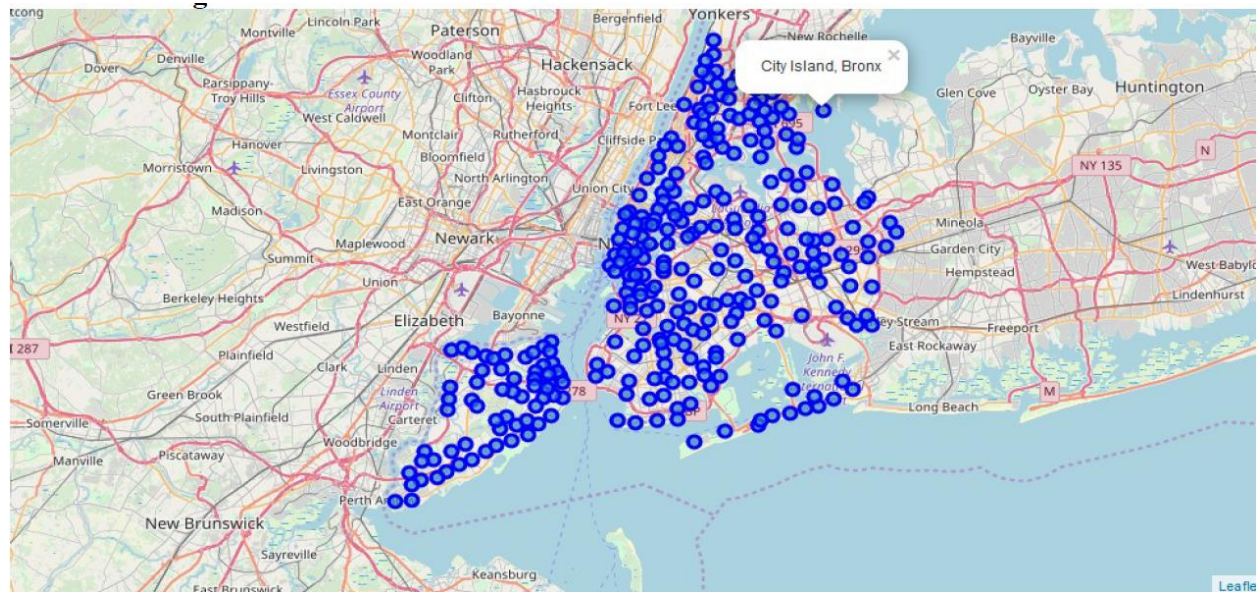 tcong
Denville
Montville
Lincoln Park
Paterson
Woodland
Park
Bergenfield
Yonkers
New Rochelle
Bayville
Dover
Parsippany-
Troy Hills
Essex County
Airport
West Caldwell
Clifton
Hackensack
Hasbrouck
Heights
Fort Lee
City Island, Bronx
×
Glen Cove
Oyster Bay
Huntington
695
Montclair
Rutherford
Cliffside
Hanover
Livingston
Bloomfield
North Arlington
Morristown
East Orange
Union City
NY 135
N
Madison
Maplewood
Newark
Mineola
Garden City
Summit
Union
Hempstead
West Babylon
Berkeley Heights
Lindenhurst
Elizabeth
Bayonne
Westfield
Freeport
I 287
Plainfield
Linden
East Rockaway
Clark
Linden
Airport
John F.
Kennedy
278
M
Green Brook
South Plainfield
Carteret
Long Beach
Somerville
Woodbridge
Manville
Piscataway
New Brunswick
Sayreville
Keansburg
East Brunswick